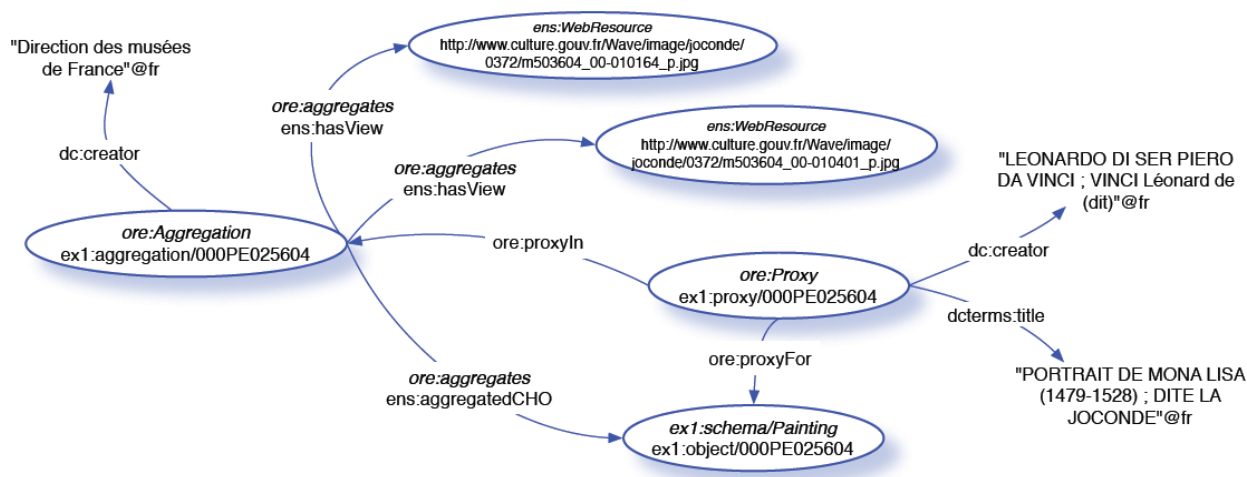 ens:WebResource
http://www.culture.gouv.fr/Wave/image/joconde/
0372/m503604_00-010164_p.jpg
"Direction des musées
de France"@fr
ore:aggregates
ens:hasView
dc:creator
ens:WebResource
http://www.culture.gouv.fr/Wave/image/
joconde/0372/m503604_00-010401_p.jpg
ore:aggregates
ens:hasView
"LEONARDO DI SER PIERO
DA VINCI ; VINCI Léonard de
(dit)"@fr
ore:Aggregation
ex1:aggregation/000PE025604
ore:proxyIn
dc:creator
ore:Proxy
ex1:proxy/000PE025604
dcterms:title
ore:proxyFor
ore:aggregates
ens:aggregatedCHO
"PORTRAIT DE MONA LISA
(1479-1528) ; DITE LA
JOCONDE"@fr
ex1:schema/Painting
ex1:object/000PE025604